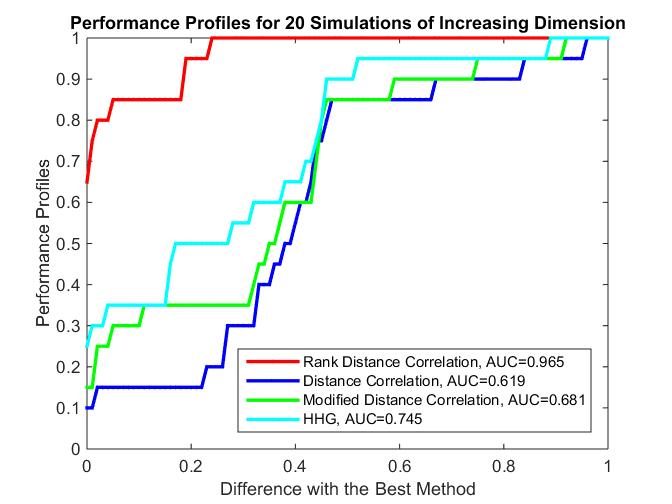 Performance Profiles for 20 Simulations of Increasing Dimension
1
0.9
0.8
0.7
0.6
0.5
0.4
0.3
0.2
0.1
0
Performance Profiles
Rank Distance Correlation, AUC=0.965
Distance Correlation, AUC=0.619
Modified Distance Correlation, AUC=0.681
HHG, AUC=0.745
0 0.2 0.4 0.6 0.8 1
Difference with the Best Method